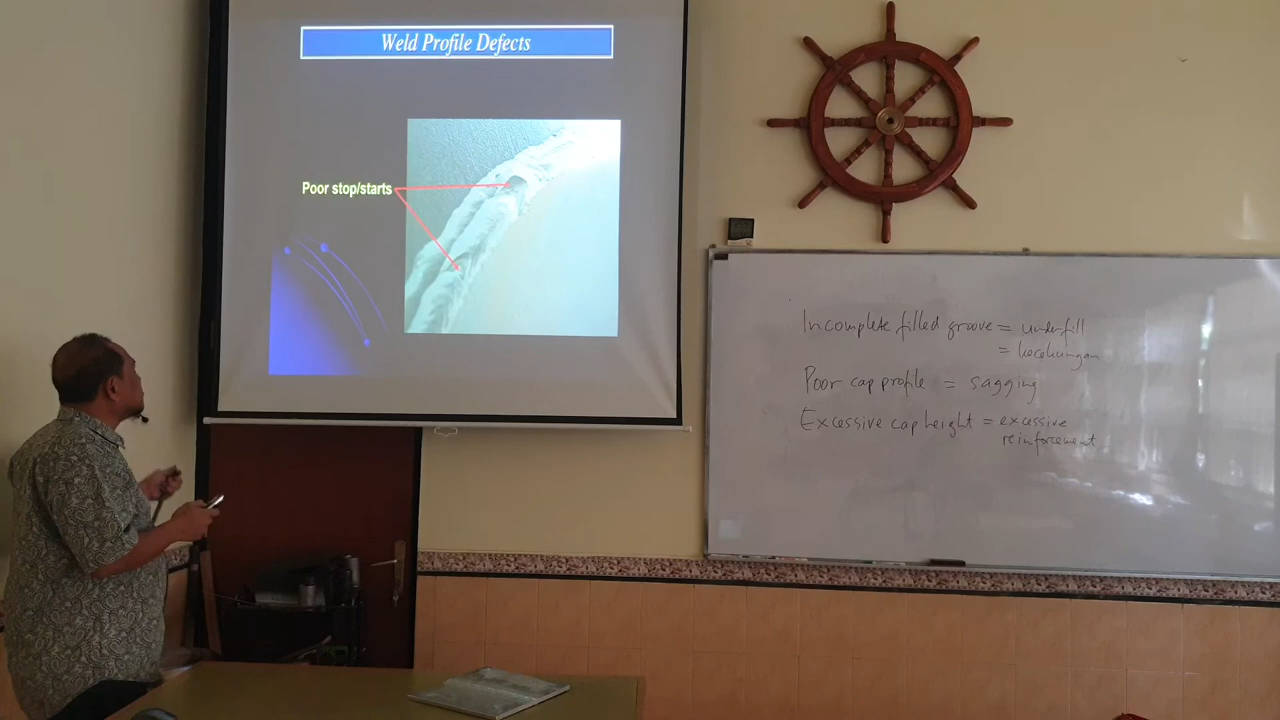 Weld Profile Defects
Poor stop/starts
Incomplete filled groove = underfill
= kecekungan
Poor cap profile = sagging
Excessive cap height = excessive
reinforcement